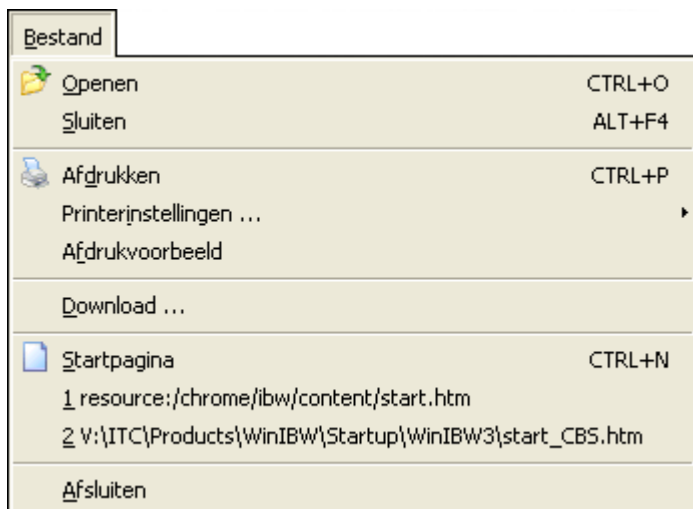 Bestand
Openen CTRL+O
Sluiten ALT+F4
Afdrukken CTRL+P
Printerinstellingen ...
Afdrukvoorbeeld
Download ...
Startpagina CTRL+N
1 resource:/chrome/ibw/content/start.htm
2 V:\ITC\Products\WinIBW\Startup\WinIBW3\start_CBS.htm
Afsluiten